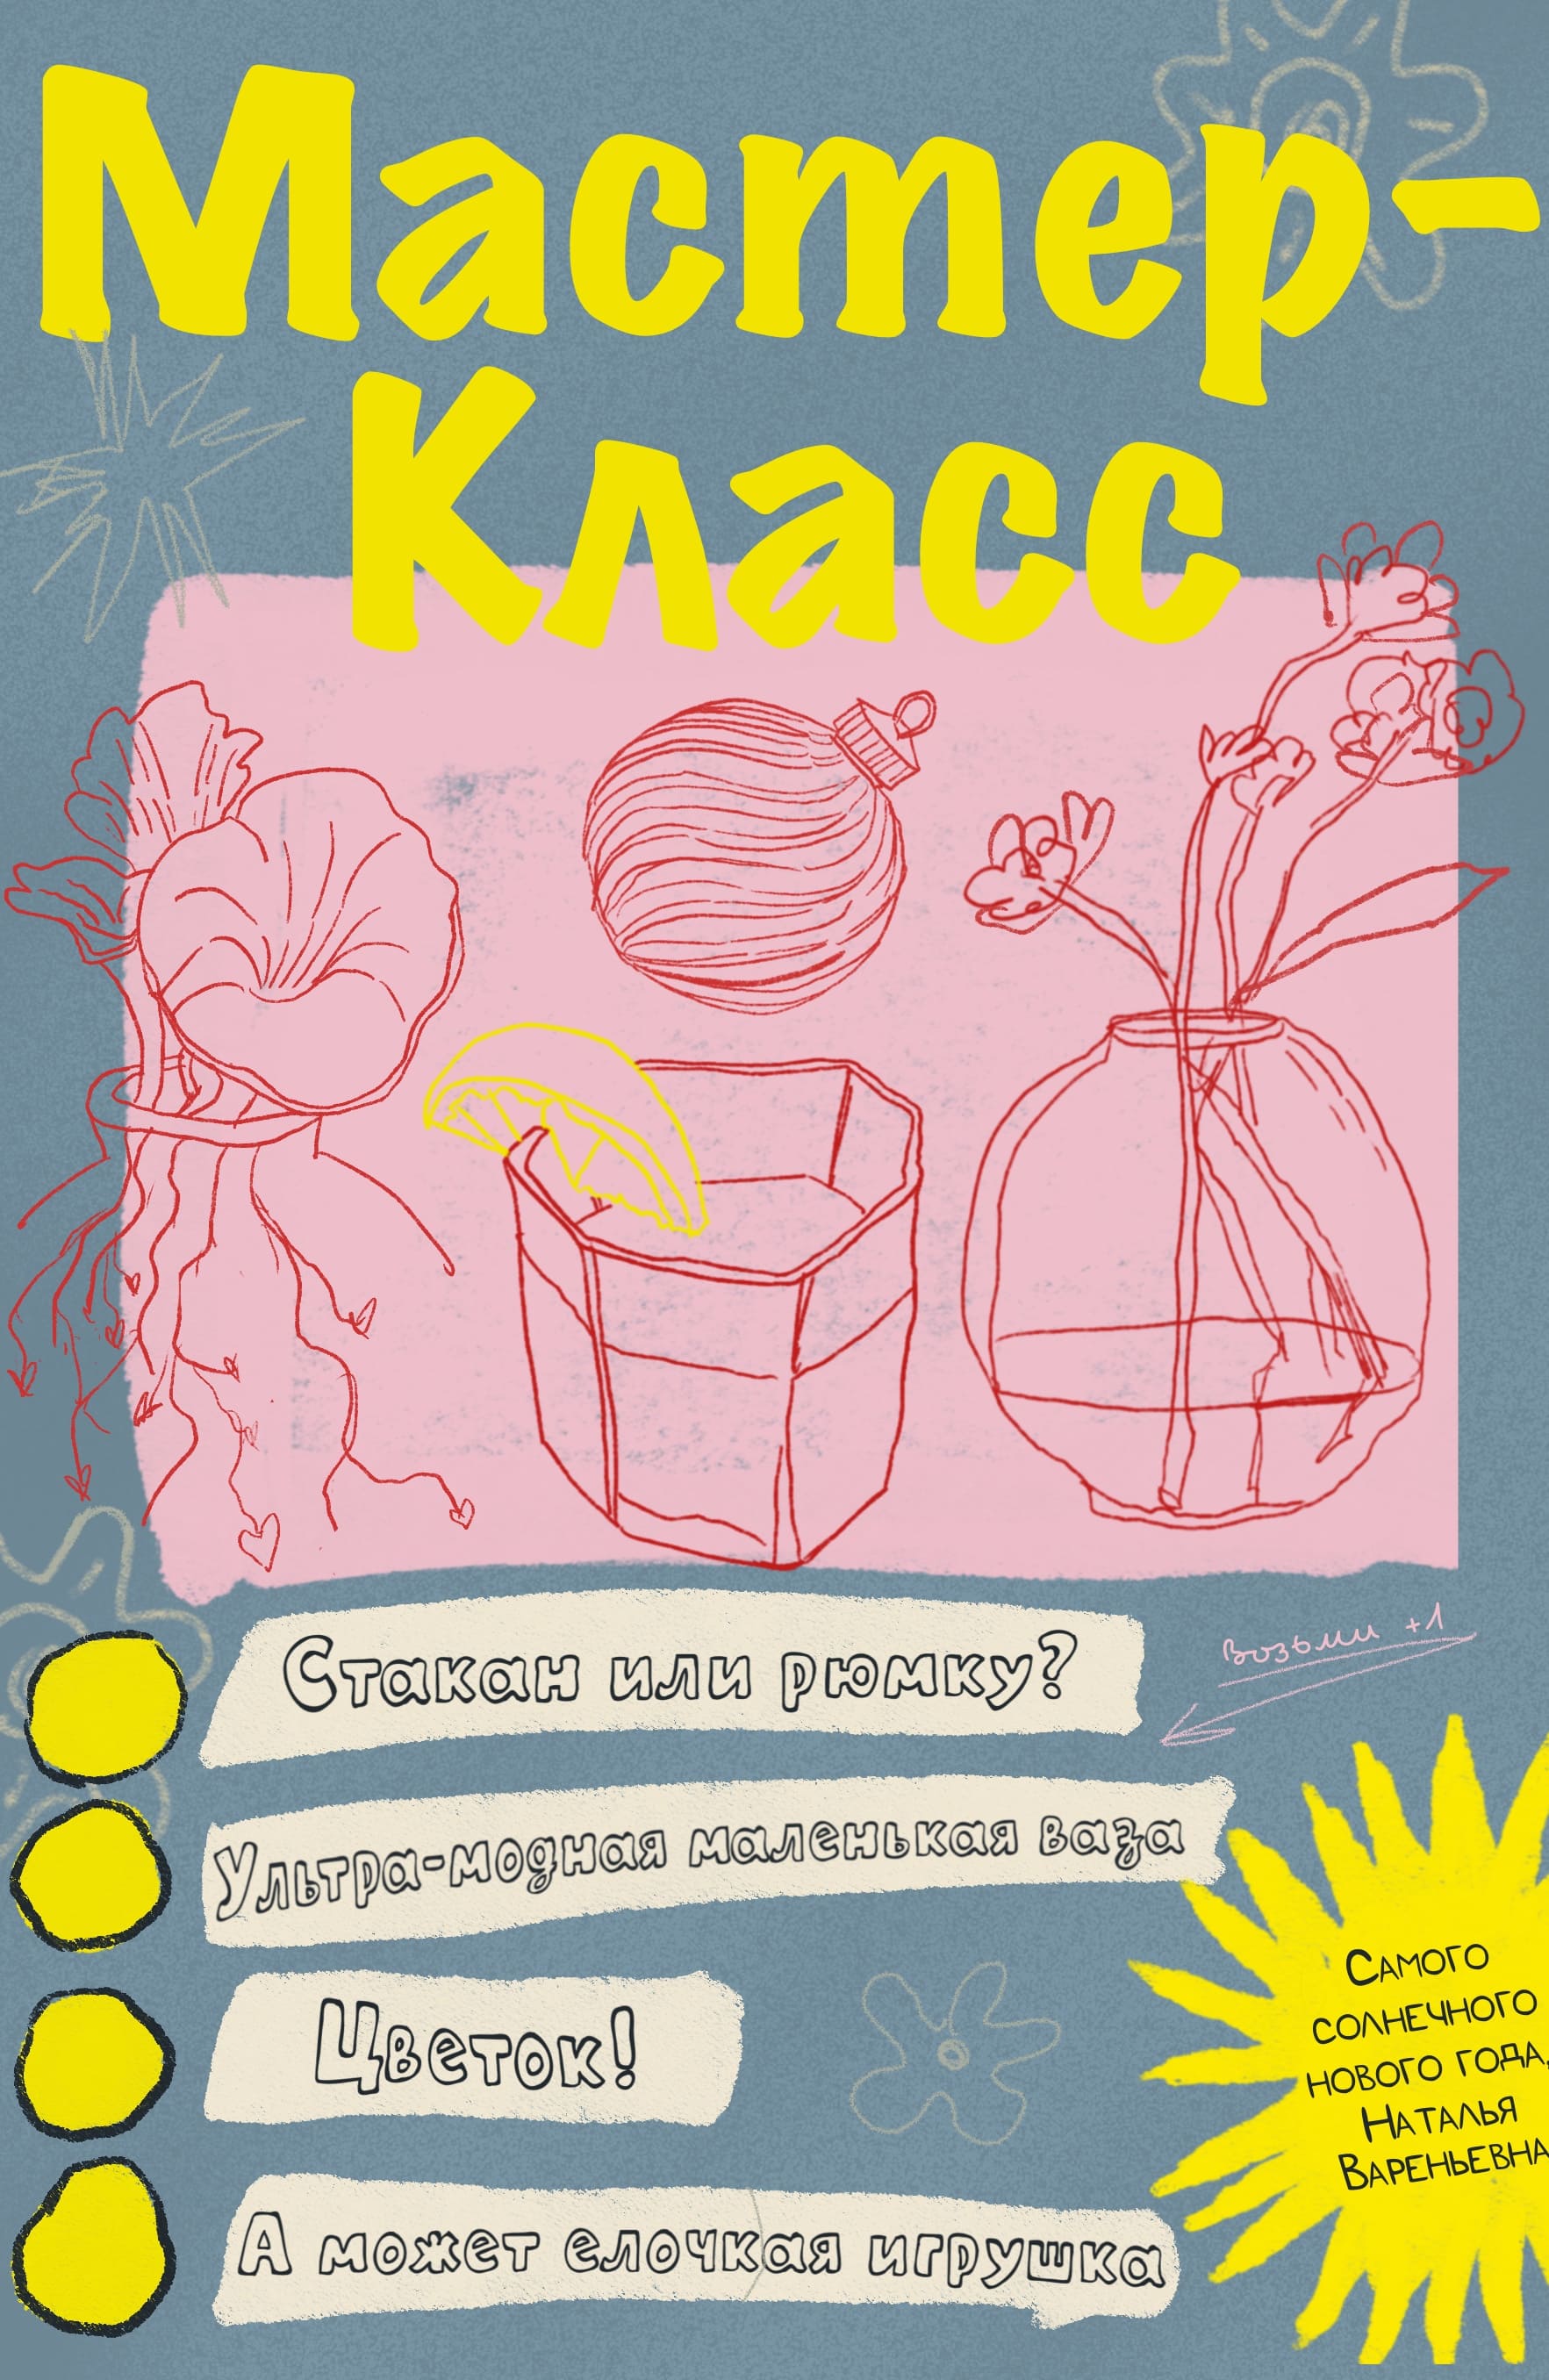 Мастер-
Класс
Стакан или рюмку?
Возьми +1
Ультра-модная маленькая ваза
Цветок!
Самого
солнечного
нового года,
Наталья
Вареньевна
А может елочкая игрушка